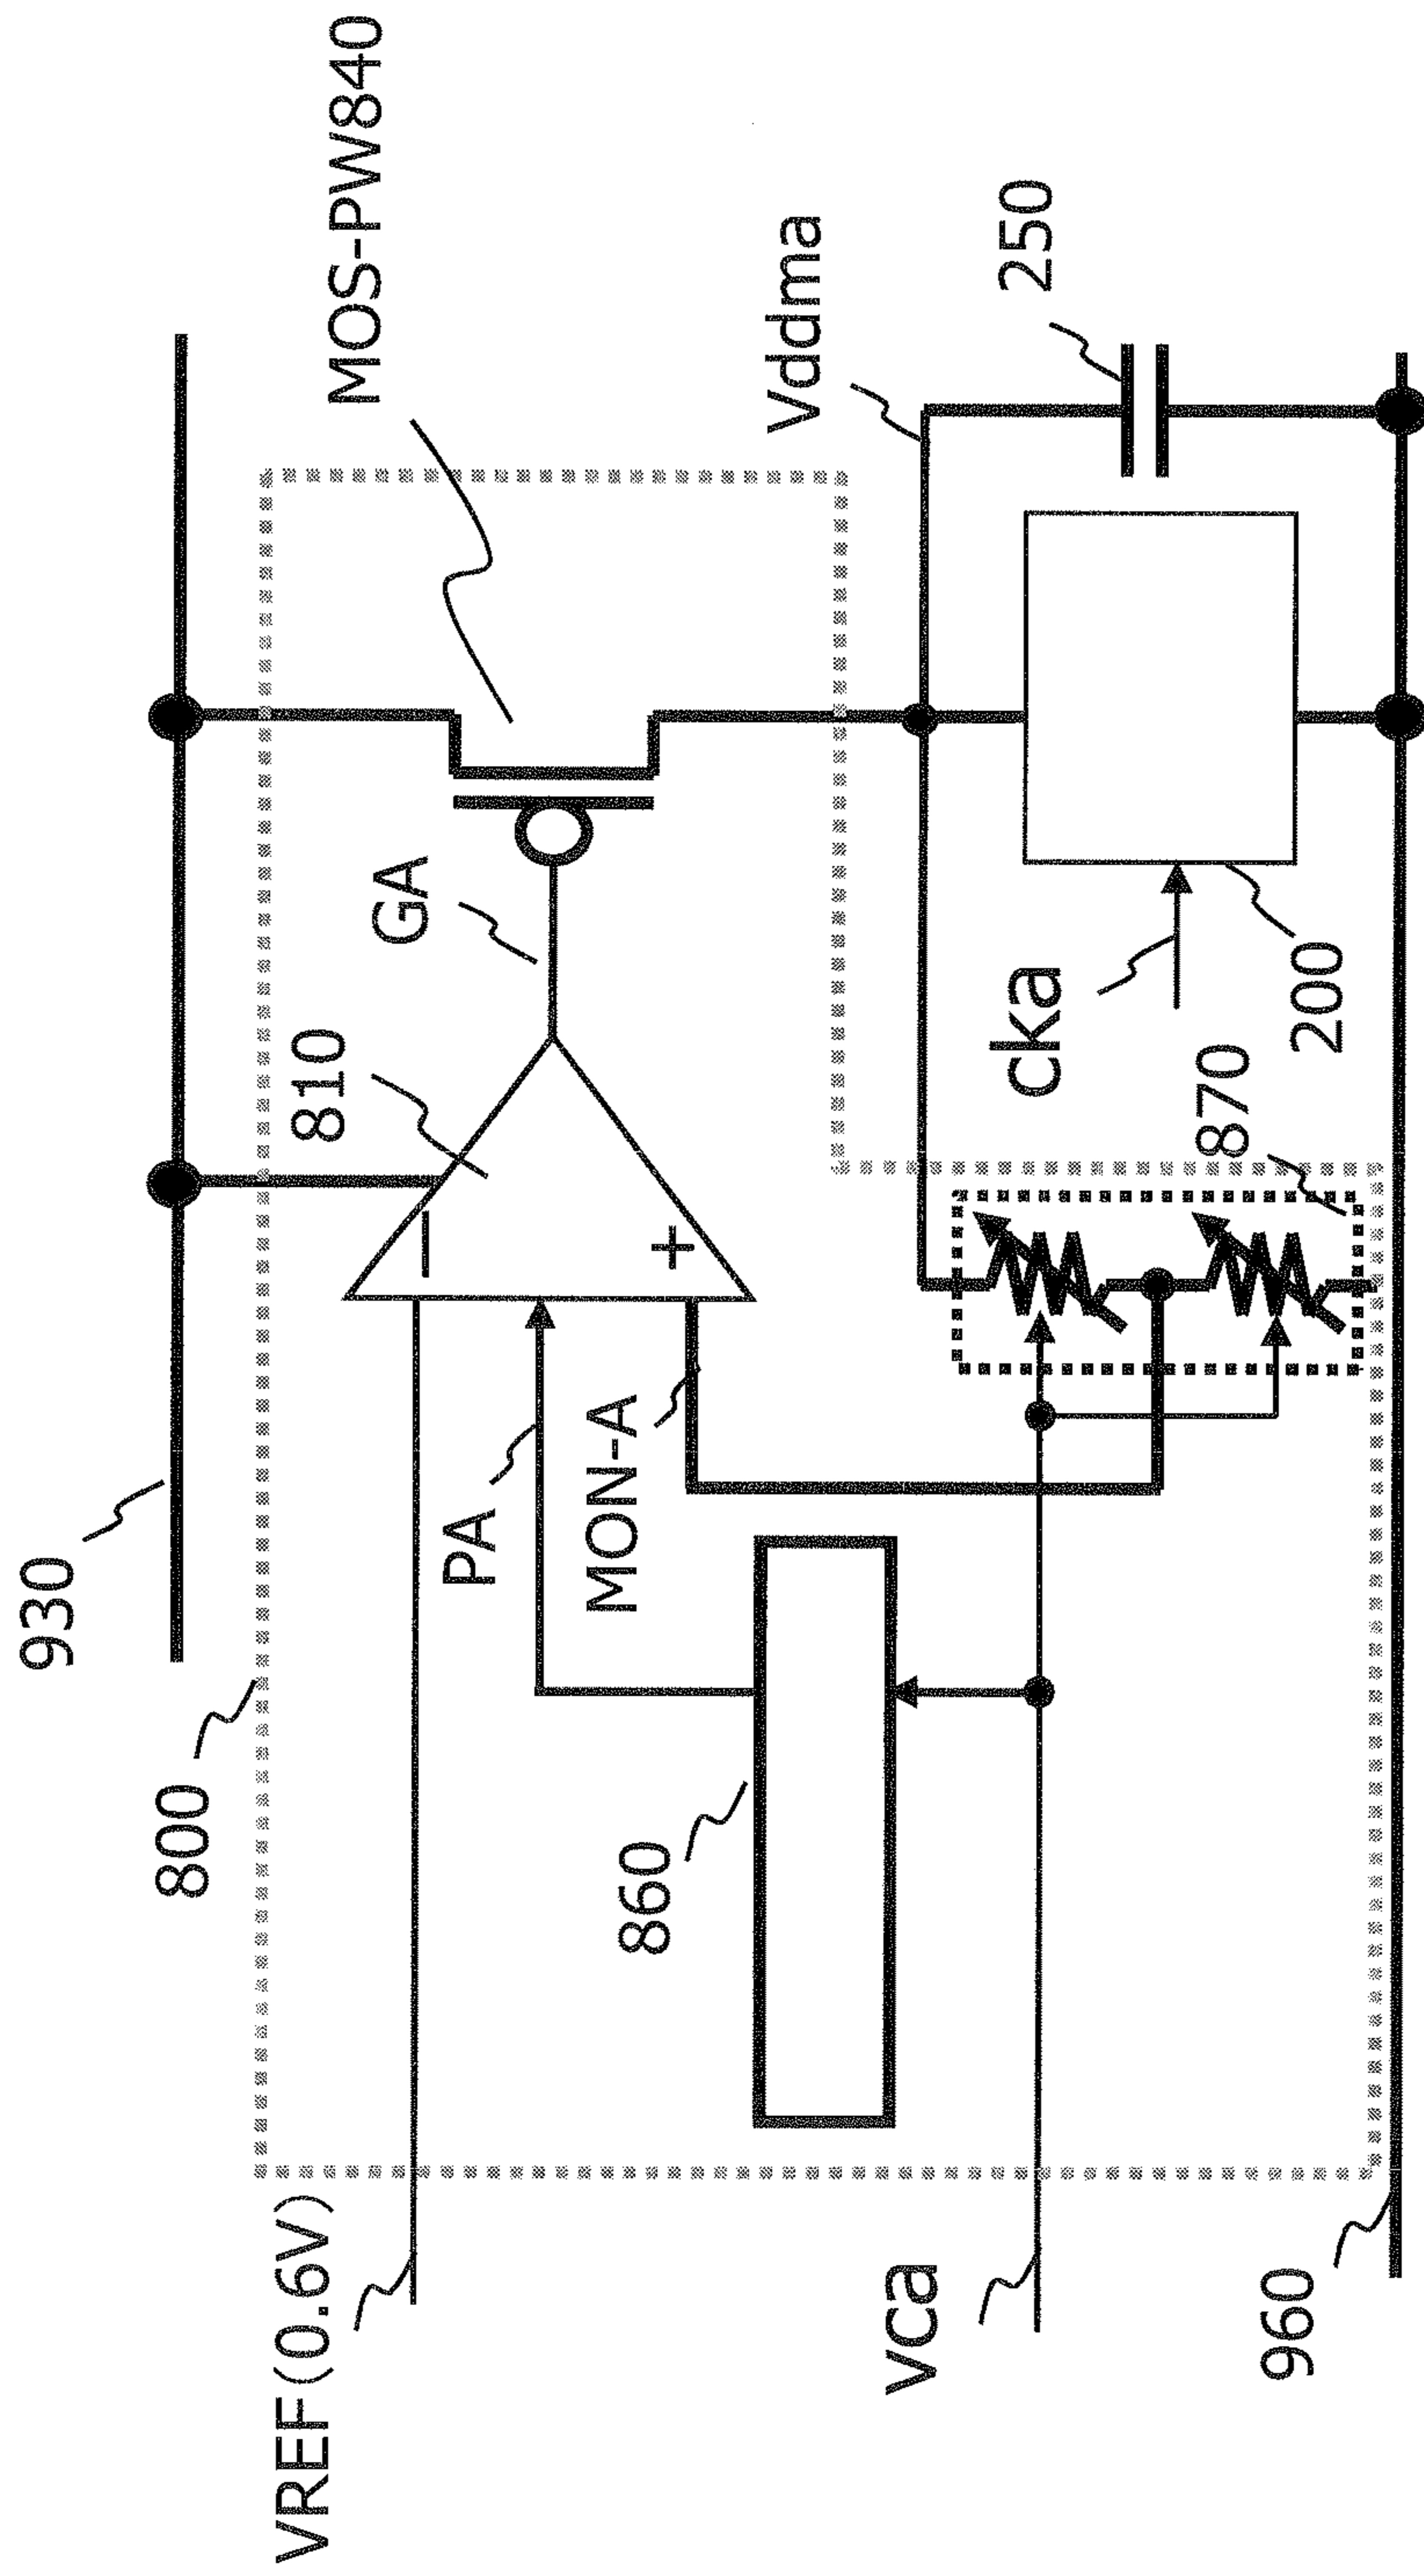 930
800
VREF(0.6V)
810
GA
MOS-PW840
PA
MON-A
860
Vddma
250
vca
cka
870
200
960